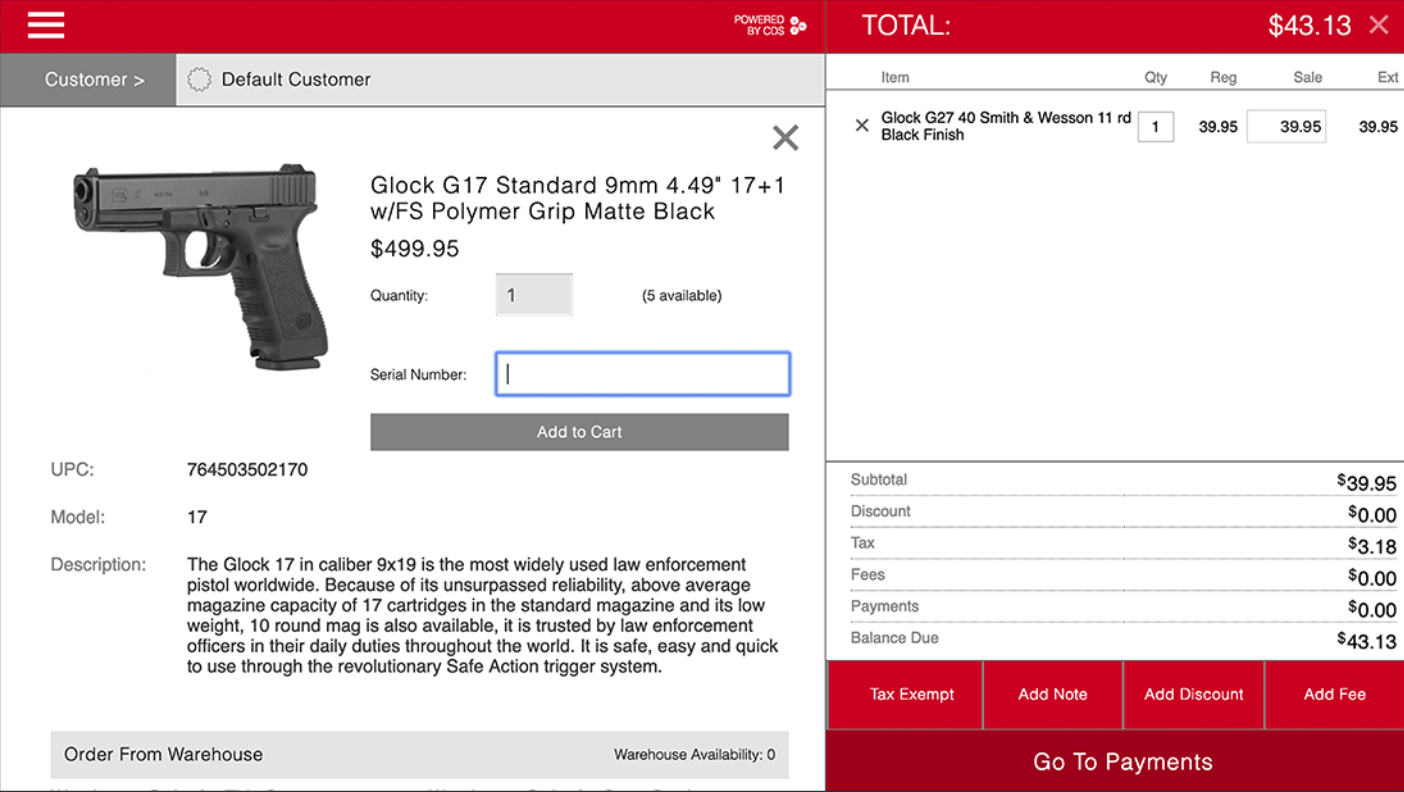 POWERED
BY CDS
TOTAL:
$43.13
Customer >
Default Customer
Glock G17 Standard 9mm 4.49" 17+1
w/FS Polymer Grip Matte Black
$499.95
Quantity:
1
(5 available)
Serial Number:
Add to Cart
UPC:
764503502170
Model:
17
Description:
The Glock 17 in caliber 9x19 is the most widely used law enforcement
pistol worldwide. Because of its unsurpassed reliability, above average
magazine capacity of 17 cartridges in the standard magazine and its low
weight, 10 round mag is also available, it is trusted by law enforcement
officers in their daily duties throughout the world. It is safe, easy and quick
to use through the revolutionary Safe Action trigger system.
Order From Warehouse
Warehouse Availability: 0
Item Qty Reg Sale Ext
Glock G27 40 Smith & Wesson 11 rd
Black Finish
1 39.95 39.95 39.95
Subtotal $39.95
Discount $0.00
Tax $3.18
Fees $0.00
Payments $0.00
Balance Due $43.13
Tax Exempt
Add Note
Add Discount
Add Fee
Go To Payments